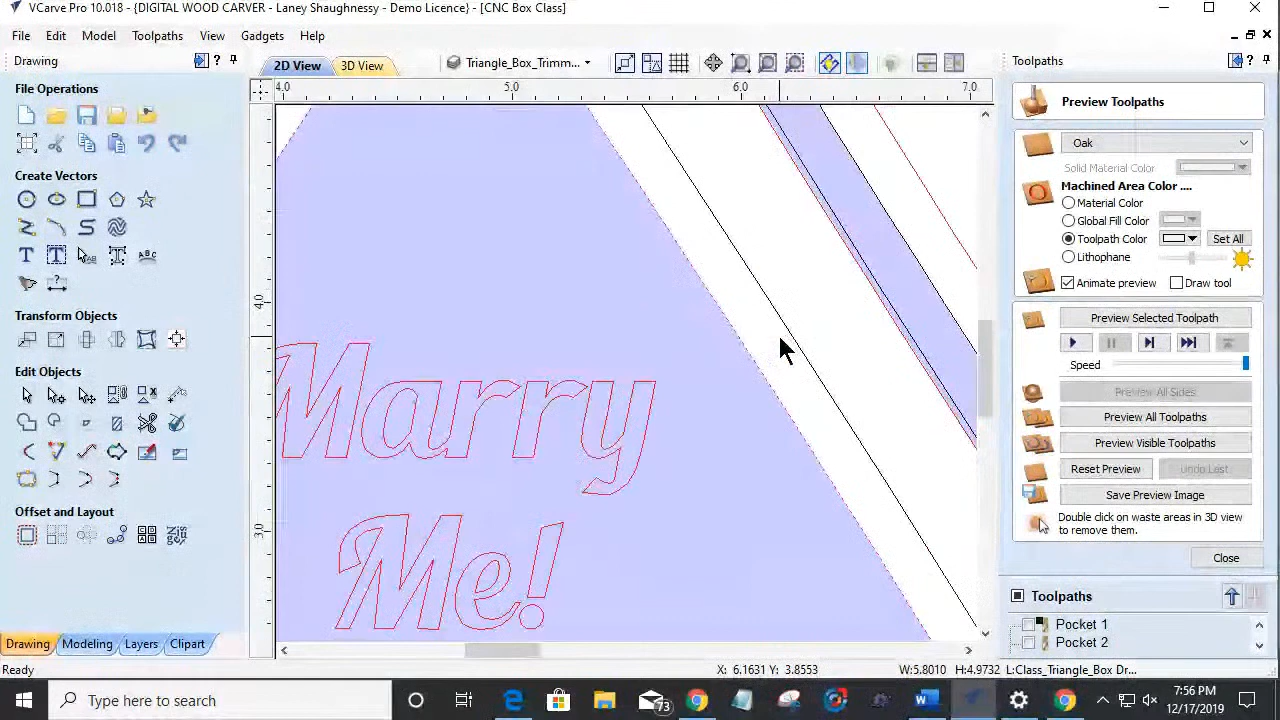 VCarve Pro 10.018 - {DIGITAL WOOD CARVER - Laney Shaughnessy - Demo Licence} - [CNC Box Class]
File Edit Model Toolpaths View Gadgets Help
Drawing
2D View
3D View
Triangle_Box_Trimm...
Toolpaths
File Operations
4.0 5.0 6.0 7.0
Preview Toolpaths
Oak
Solid Material Color
Create Vectors
Machined Area Color ....
Material Color
Global Fill Color
Toolpath Color
Set All
Lithophane
Animate preview
Draw tool
4.0
Transform Objects
Preview Selected Toolpath
Speed
Edit Objects
Preview All Sides
Preview All Toolpaths
Preview Visible Toolpaths
Reset Preview
Undo Last
Save Preview Image
Marry
Me!
3.0
Offset and Layout
Double click on waste areas in 3D view
to remove them.
Close
Toolpaths
Pocket 1
Pocket 2
Drawing Modeling Layers Clipart
Ready
X: 6.1631 Y: 3.8553
W:5.8010 H:4.9732 L:Class_Triangle_Box Dr...
Type here to search
73
7:56 PM
12/17/2019